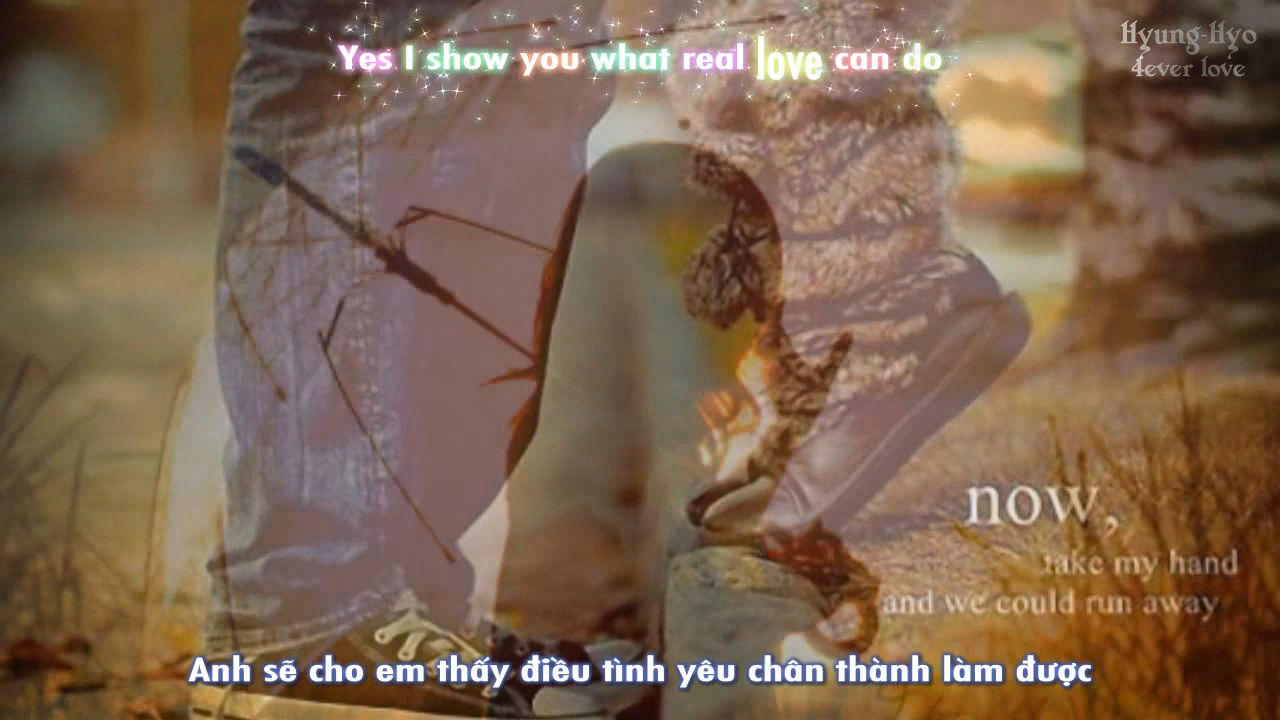 Yes I show you what real love can do
Hyung-Hyo
4ever love
now,
take my hand
and we could run away
Anh sẽ cho em thấy điều tình yêu chân thành làm được